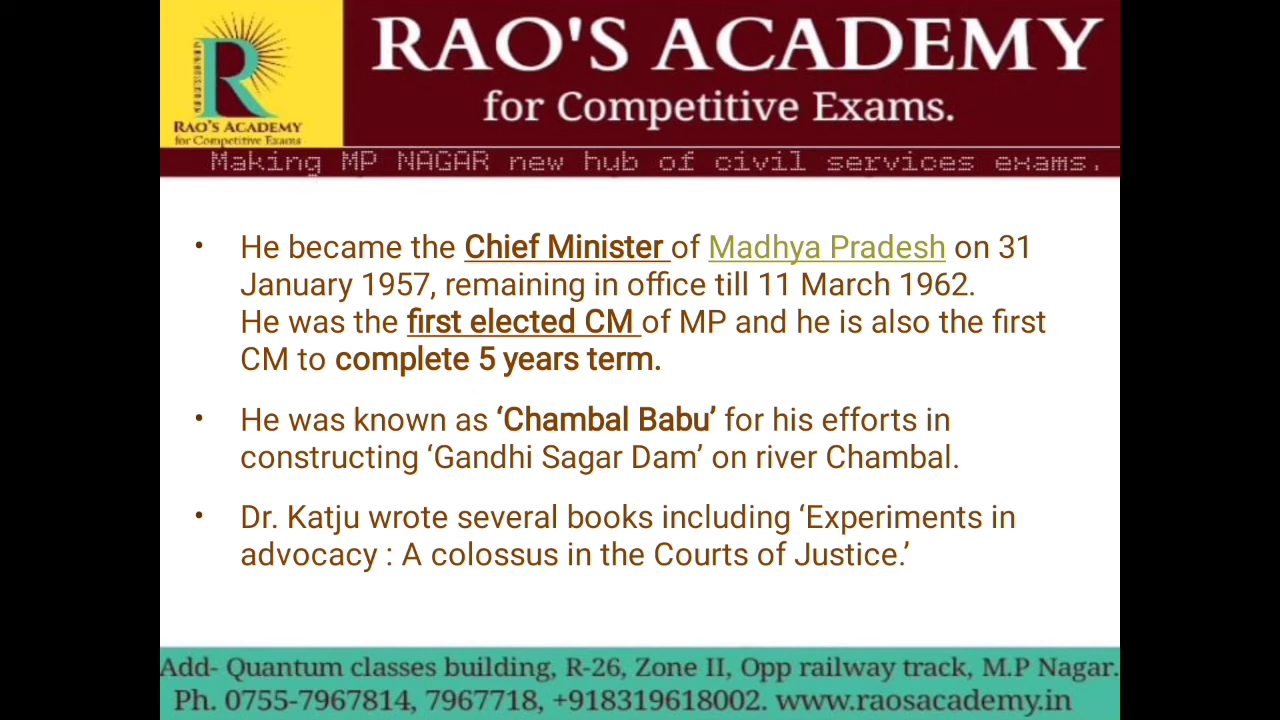 RAO'S ACADEMY
for Competitive Exams.
R
RAO'S ACADEMY
for Competitive Exams
Making MP NAGAR new hub of civil services exams.
• He became the Chief Minister of Madhya Pradesh on 31
January 1957, remaining in office till 11 March 1962.
He was the first elected CM of MP and he is also the first
CM to complete 5 years term.
• He was known as ‘Chambal Babu’ for his efforts in
constructing ‘Gandhi Sagar Dam’ on river Chambal.
• Dr. Katju wrote several books including ‘Experiments in
advocacy : A colossus in the Courts of Justice.’
Add- Quantum classes building, R-26, Zone II, Opp railway track, M.P Nagar.
Ph. 0755-7967814, 7967718, +918319618002. www.raosacademy.in